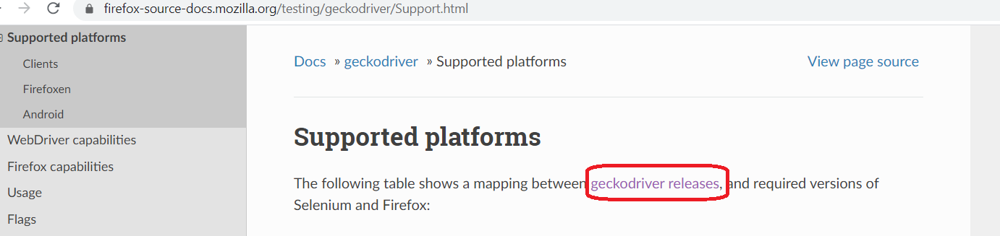 firefox-source-docs.mozilla.org/testing/geckodriver/Support.html
Supported platforms
Clients
Firefoxen
Android
WebDriver capabilities
Firefox capabilities
Usage
Flags
Docs » geckodriver » Supported platforms
View page source
Supported platforms
The following table shows a mapping between geckodriver releases, and required versions of
Selenium and Firefox: